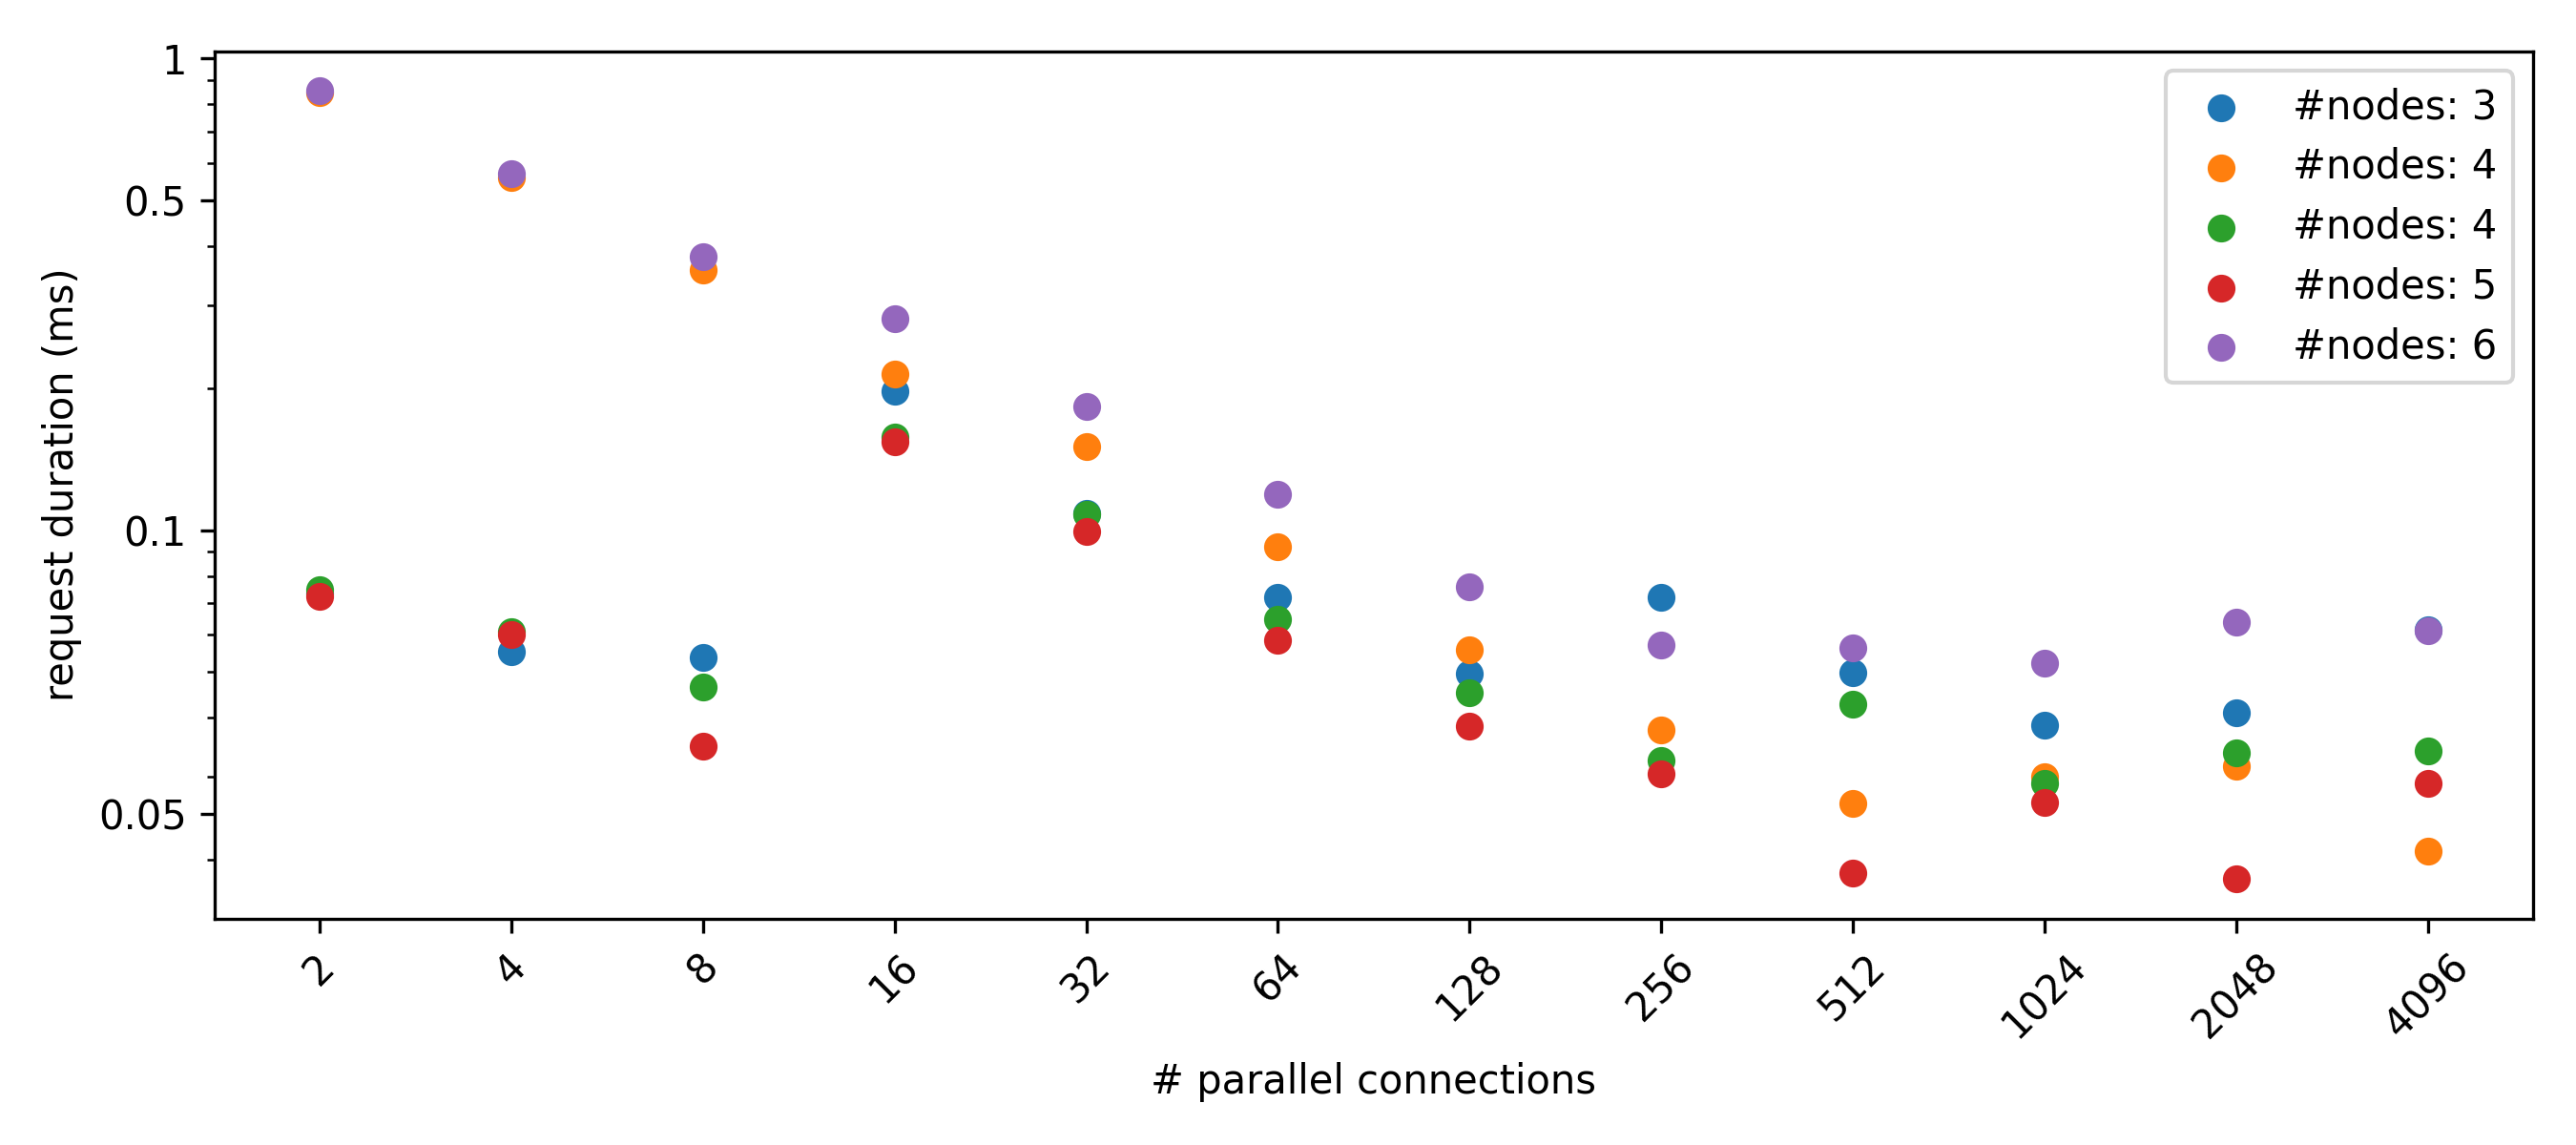 1
0.5
0.1
0.05
request duration (ms)
#nodes: 3
#nodes: 4
#nodes: 4
#nodes: 5
#nodes: 6
2
4
8
16
32
64
128
256
512
1024
2048
4096
# parallel connections